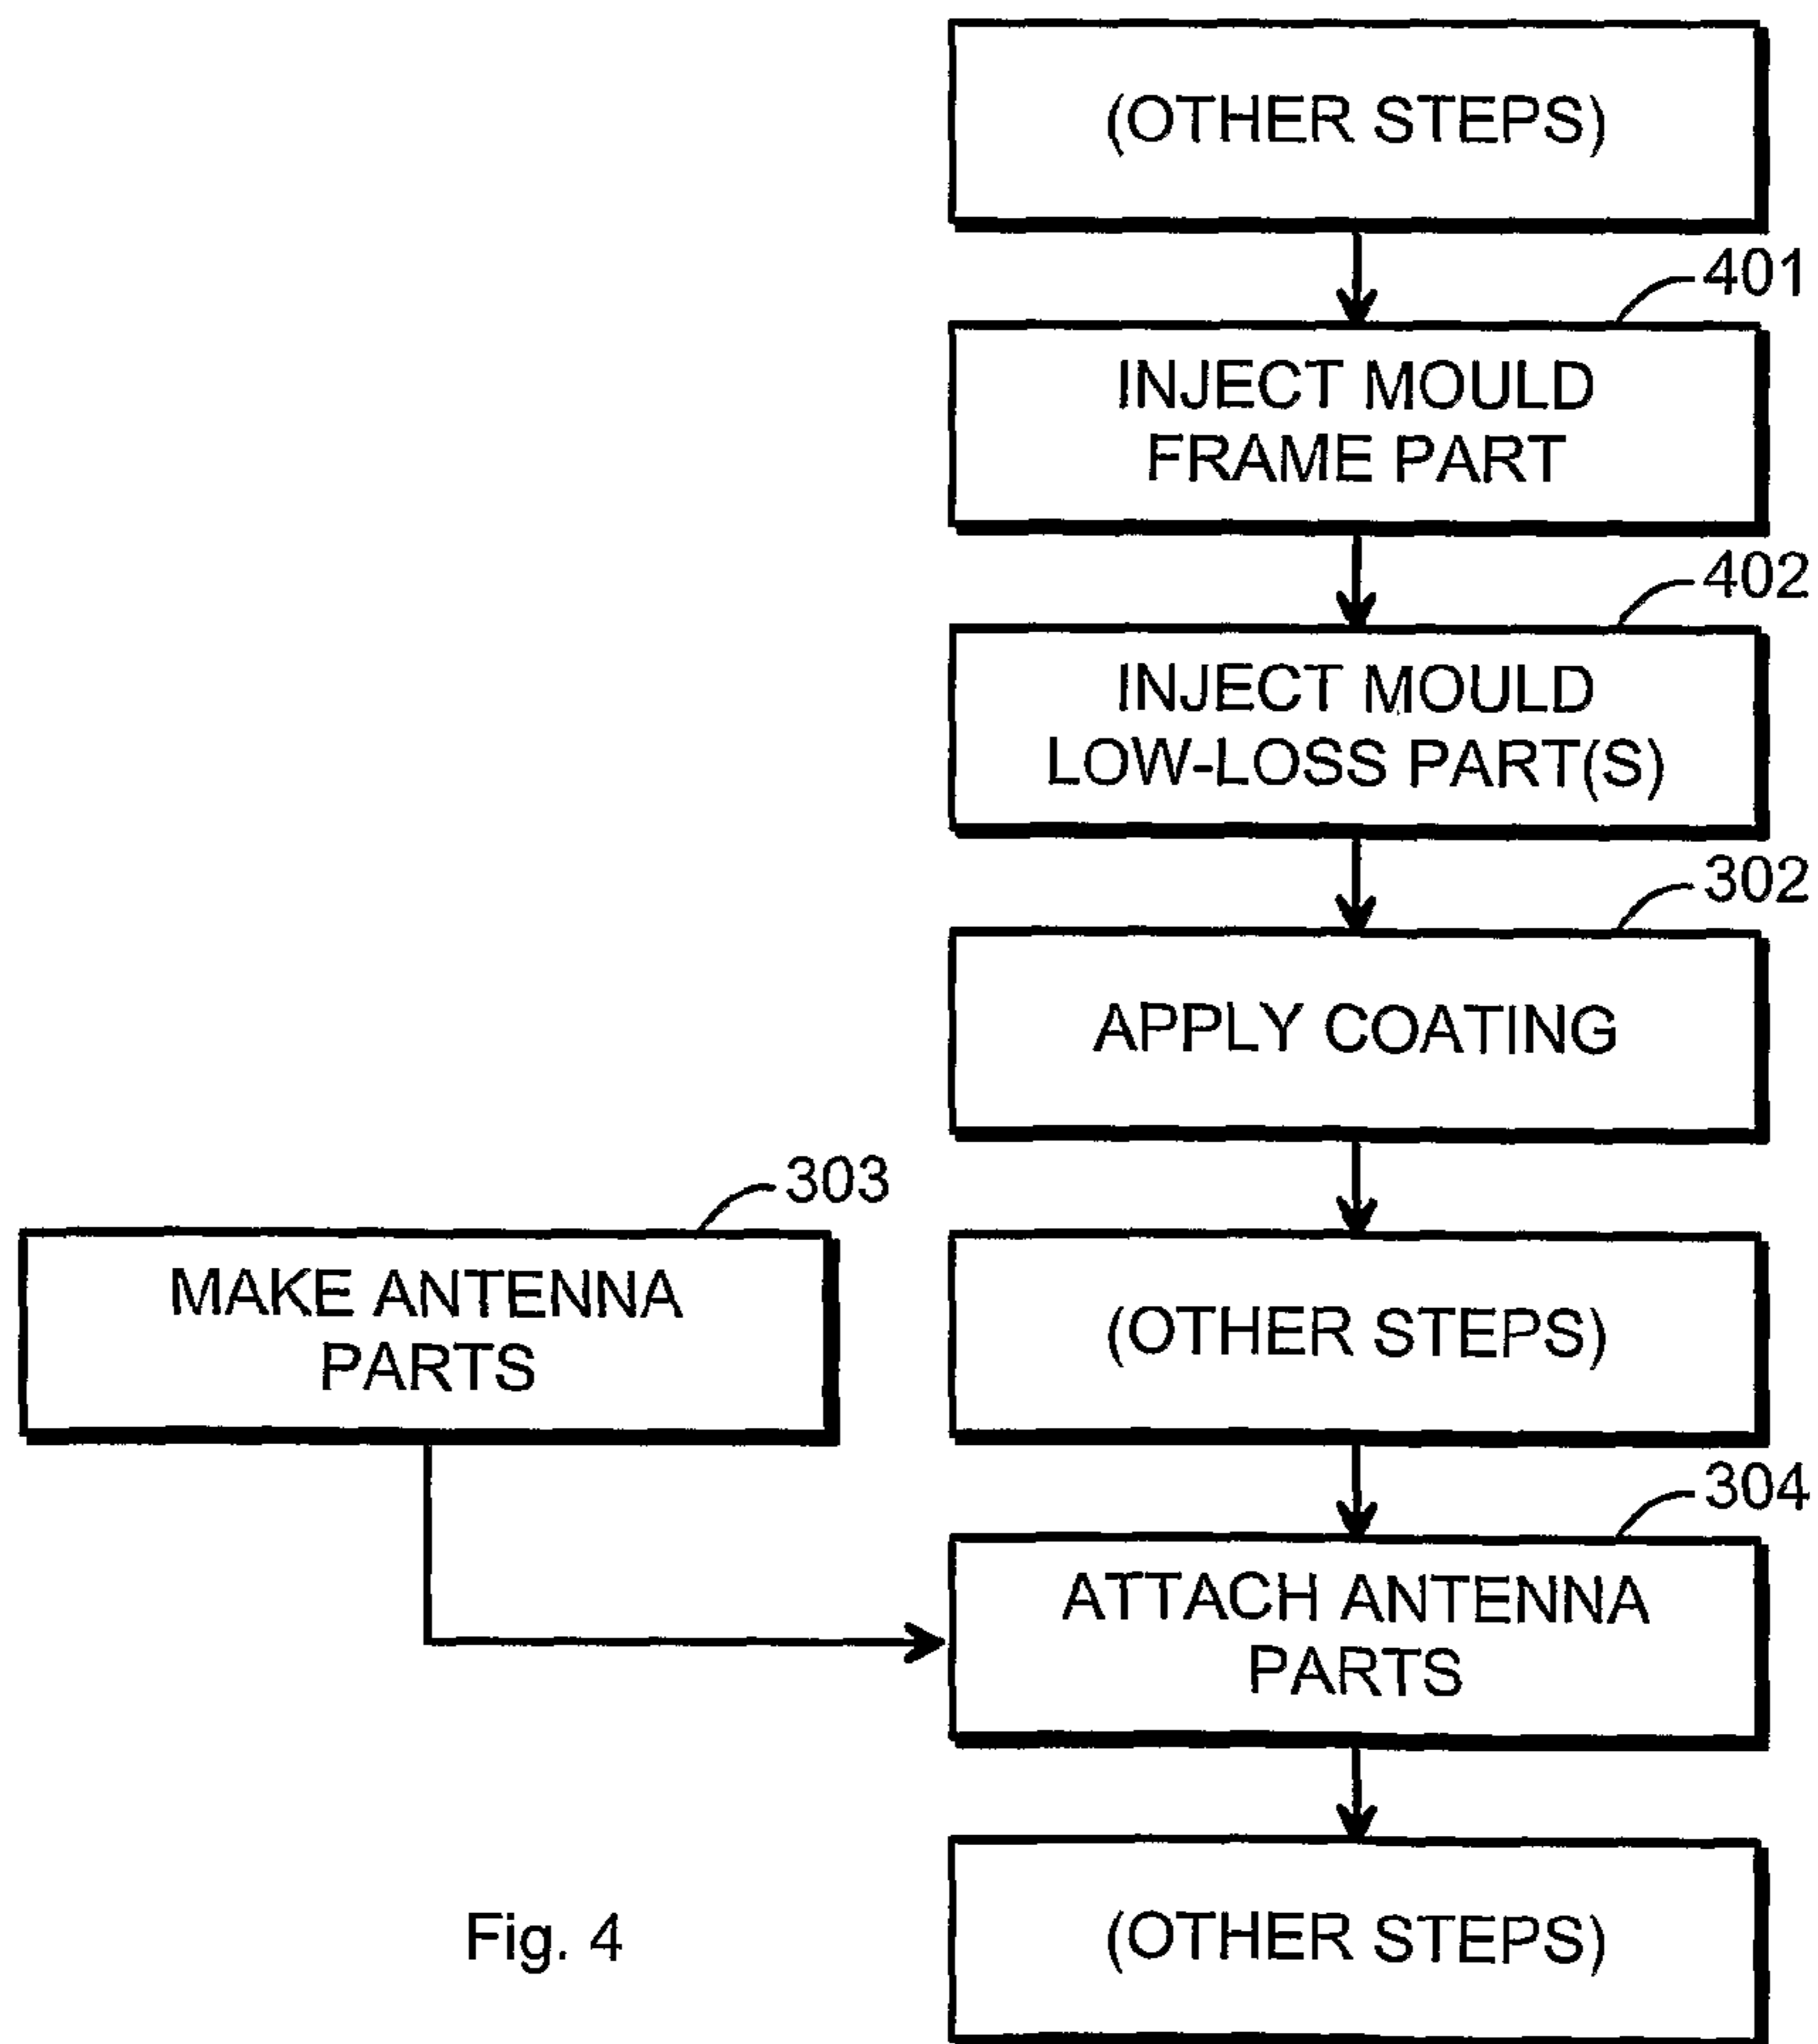 (OTHER STEPS)
401
INJECT MOULD
FRAME PART
402
INJECT MOULD
LOW-LOSS PART(S)
302
APPLY COATING
303
MAKE ANTENNA
PARTS
(OTHER STEPS)
304
ATTACH ANTENNA
PARTS
(OTHER STEPS)
Fig. 4